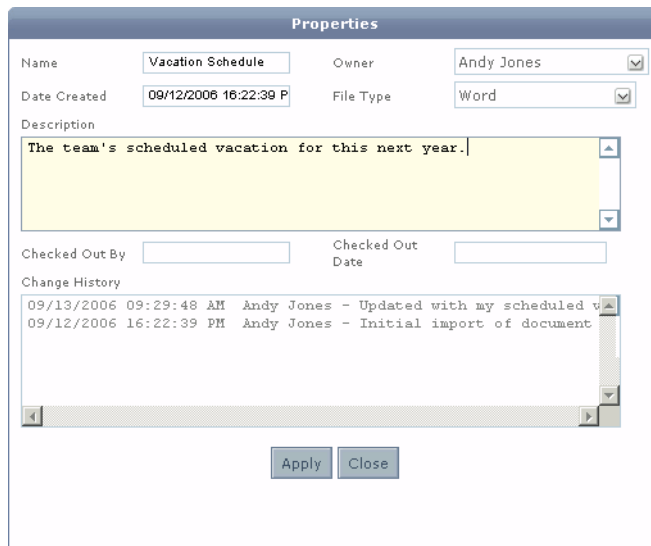 Properties
Name Vacation Schedule Owner Andy Jones
Date Created 09/12/2006 16:22:39 P File Type Word
Description
The team's scheduled vacation for this next year.
Checked Out By Checked Out Date
Change History
09/13/2006 09:29:48 AM Andy Jones - Updated with my scheduled v
09/12/2006 16:22:39 PM Andy Jones - Initial import of document
Apply Close